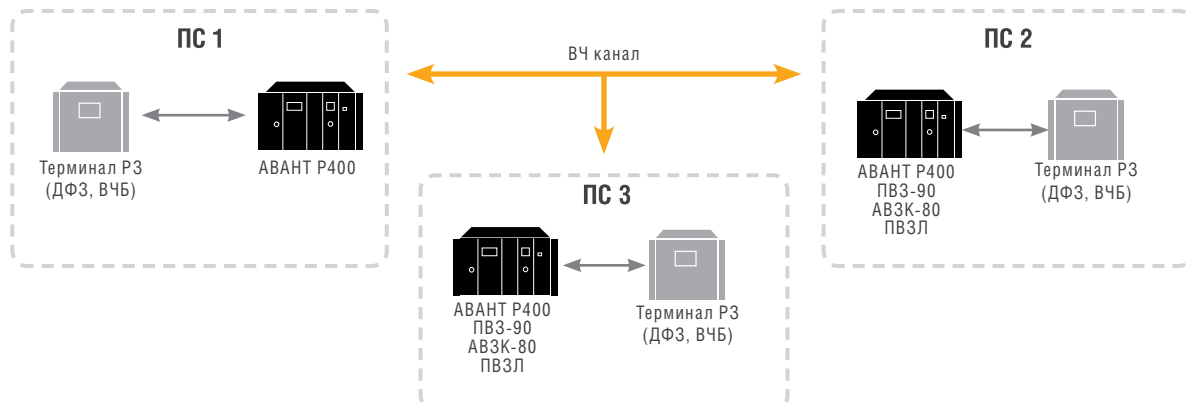 ПС 1
ВЧ канал
ПС 2
Терминал РЗ
(ДФЗ, ВЧБ)
АВАНТ Р400
АВАНТ Р400
ПВЗ-90
АВЗК-80
ПВЗЛ
Терминал РЗ
(ДФЗ, ВЧБ)
ПС 3
АВАНТ Р400
ПВЗ-90
АВЗК-80
ПВЗЛ
Терминал РЗ
(ДФЗ, ВЧБ)